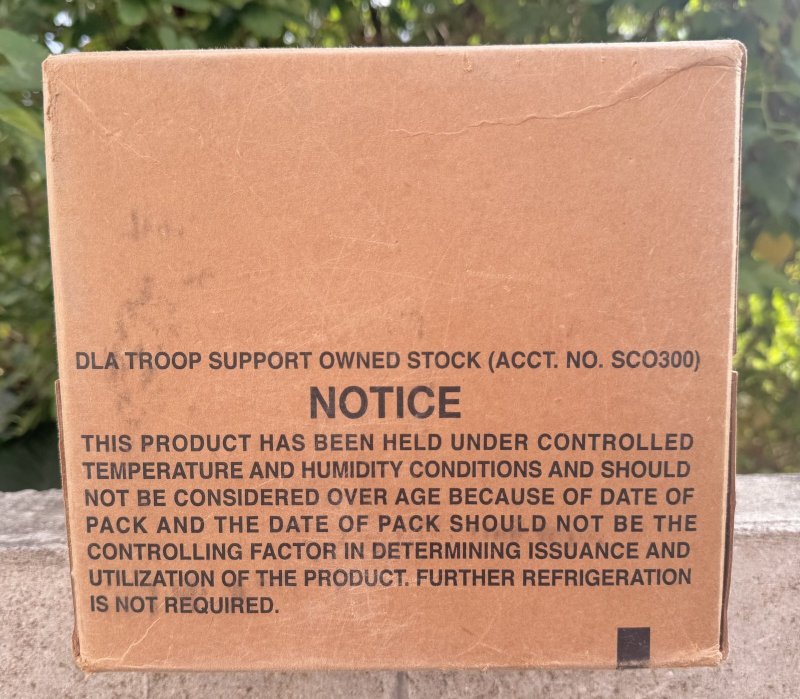 DLA TROOP SUPPORT OWNED STOCK (ACCT. NO. SCO300)
NOTICE
THIS PRODUCT HAS BEEN HELD UNDER CONTROLLED
TEMPERATURE AND HUMIDITY CONDITIONS AND SHOULD
NOT BE CONSIDERED OVER AGE BECAUSE OF DATE OF
PACK AND THE DATE OF PACK SHOULD NOT BE THE
CONTROLLING FACTOR IN DETERMINING ISSUANCE AND
UTILIZATION OF THE PRODUCT. FURTHER REFRIGERATION
IS NOT REQUIRED.